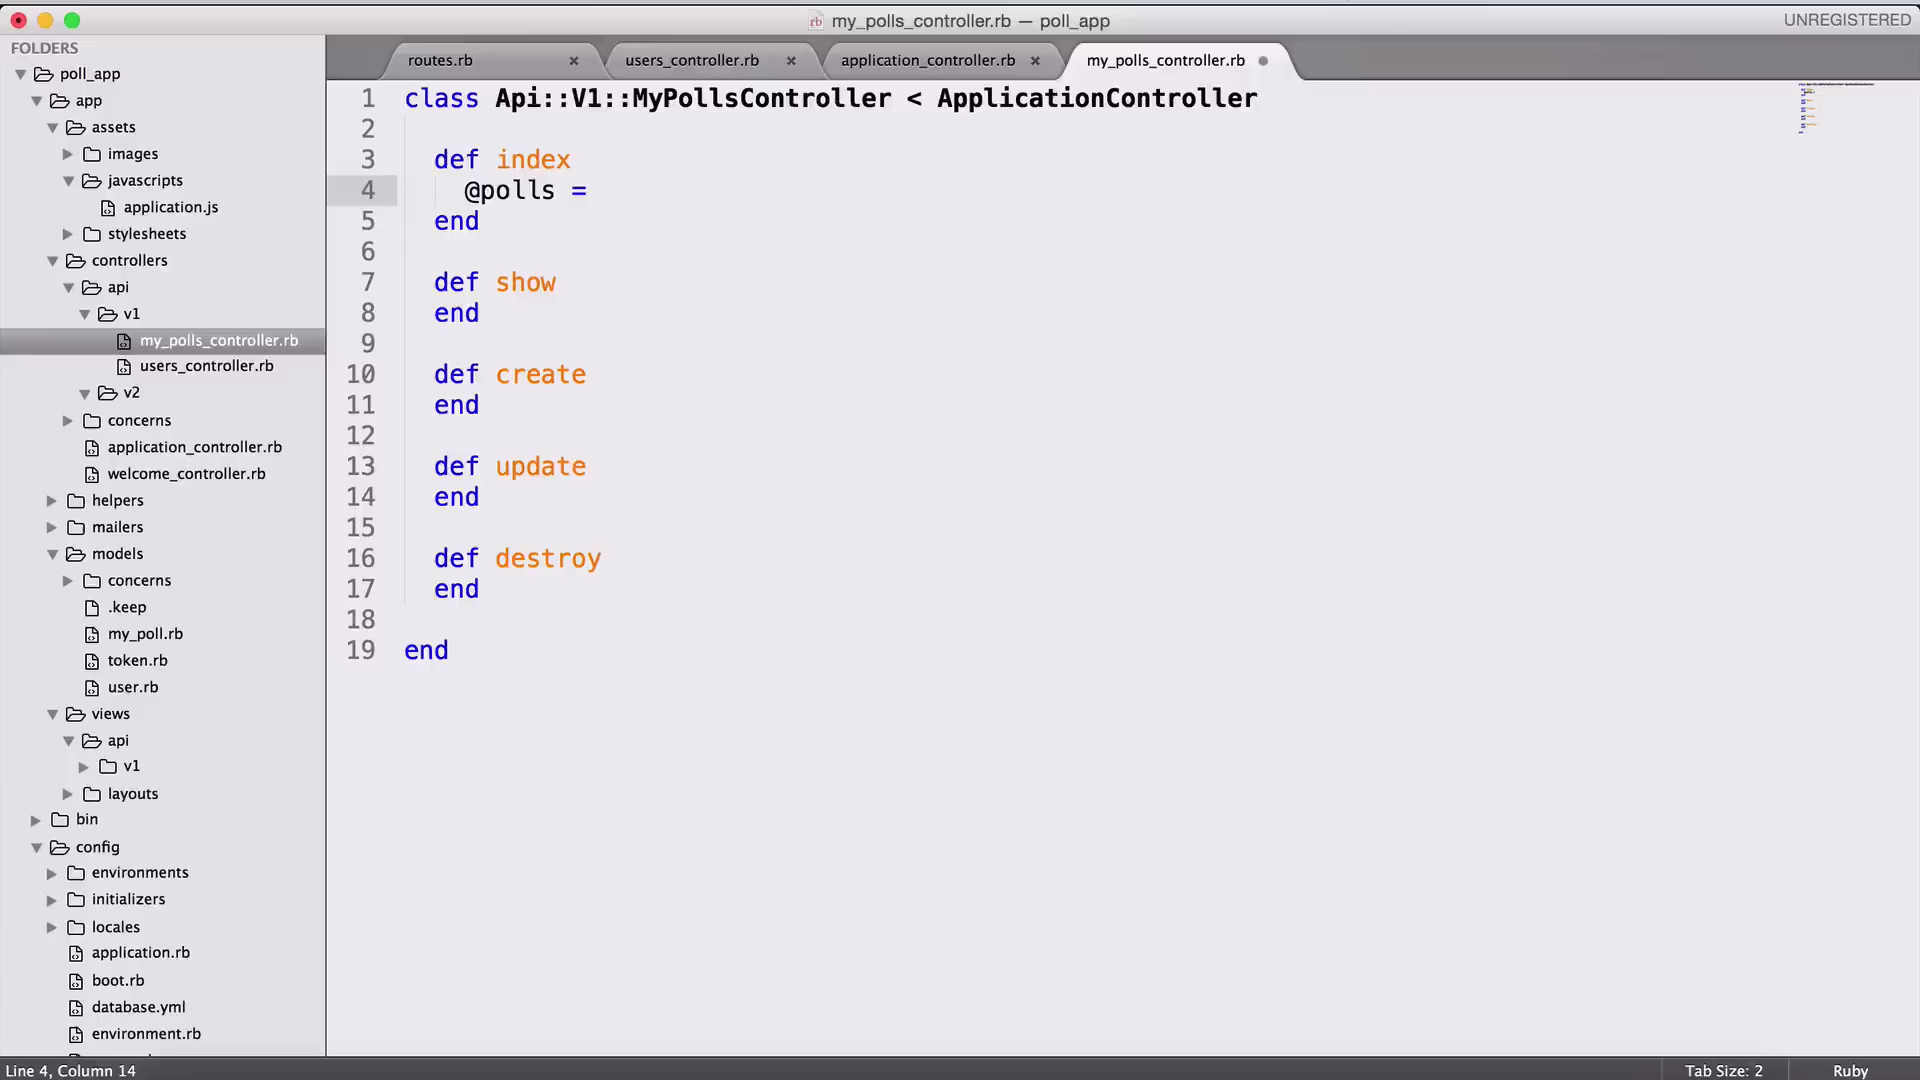 my_polls_controller.rb — poll_app
UNREGISTERED
FOLDERS
poll_app
app
assets
images
javascripts
application.js
stylesheets
controllers
api
v1
my_polls_controller.rb
users_controller.rb
v2
concerns
application_controller.rb
welcome_controller.rb
helpers
mailers
models
concerns
.keep
my_poll.rb
token.rb
user.rb
views
api
v1
layouts
bin
config
environments
initializers
locales
application.rb
boot.rb
database.yml
environment.rb
routes.rb
users_controller.rb
application_controller.rb
my_polls_controller.rb
1 class Api::V1::MyPollsController < ApplicationController
2
3 def index
4 @polls =
5 end
6
7 def show
8 end
9
10 def create
11 end
12
13 def update
14 end
15
16 def destroy
17 end
18
19 end
Line 4, Column 14
Tab Size: 2
Ruby